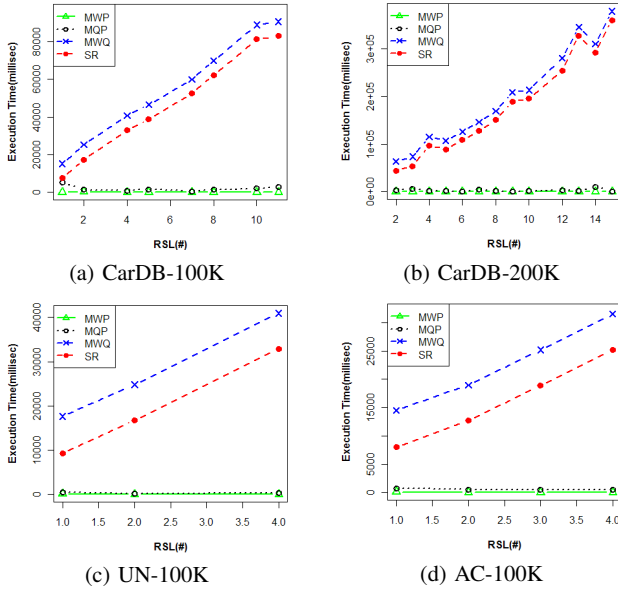 MWP
MQP
MWQ
SR
Execution Time(millisec)
0 20000 40000 60000 80000
2 4 6 8 10
RSL(#)
(a) CarDB-100K
MWP
MQP
MWQ
SR
Execution Time(millisec)
0e+00 1e+05 2e+05 3e+05
2 4 6 8 10 12 14
RSL(#)
(b) CarDB-200K
MWP
MQP
MWQ
SR
Execution Time(millisec)
0 10000 20000 30000 40000
1.0 1.5 2.0 2.5 3.0 3.5 4.0
RSL(#)
(c) UN-100K
MWP
MQP
MWQ
SR
Execution Time(millisec)
0 5000 15000 25000
1.0 1.5 2.0 2.5 3.0 3.5 4.0
RSL(#)
(d) AC-100K